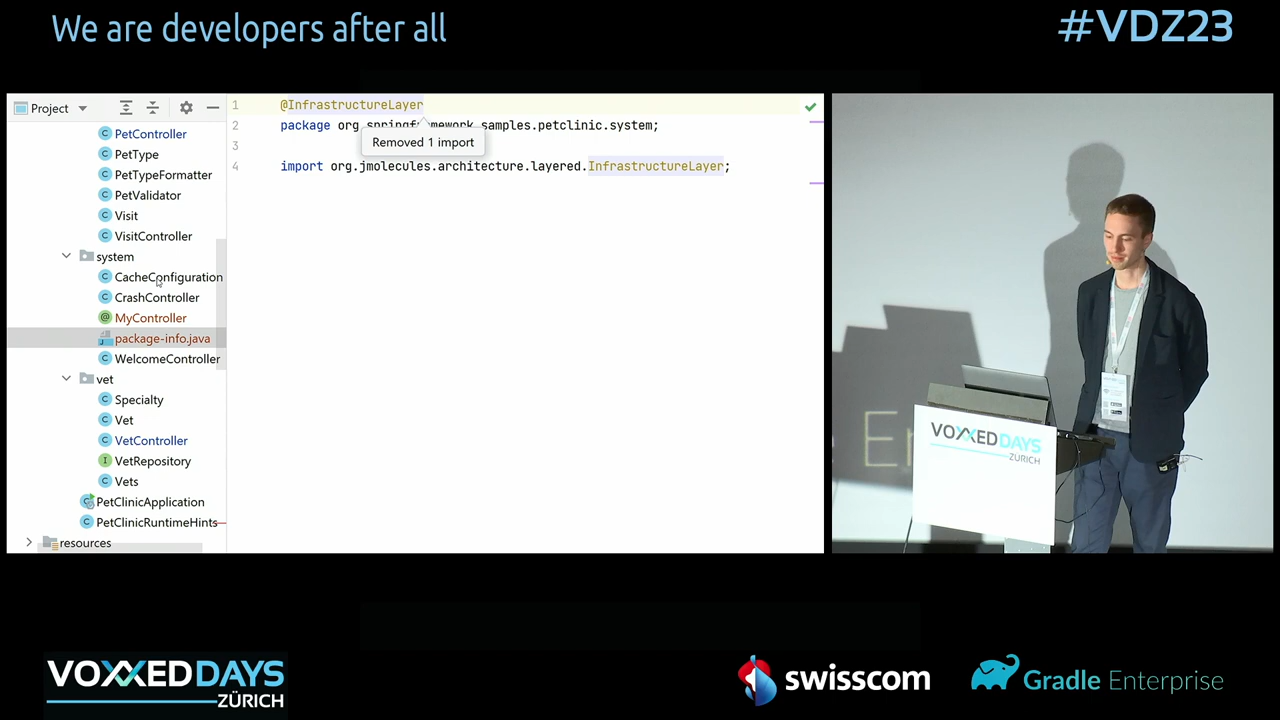 We are developers after all
#VDZ23
Project
PetController
PetType
PetTypeFormatter
PetValidator
Visit
VisitController
system
CacheConfiguration
CrashController
MyController
package-info.java
WelcomeController
vet
Specialty
Vet
VetController
VetRepository
Vets
PetClinicApplication
PetClinicRuntimeHints
resources
1 @InfrastructureLayer
2 package org.springframework.samples.petclinic.system;
Removed 1 import
3
4 import org.jmolecules.architecture.layered.InfrastructureLayer;
VOXXED DAYS
ZÜRICH
VOXXED DAYS
ZÜRICH
swisscom
Gradle Enterprise